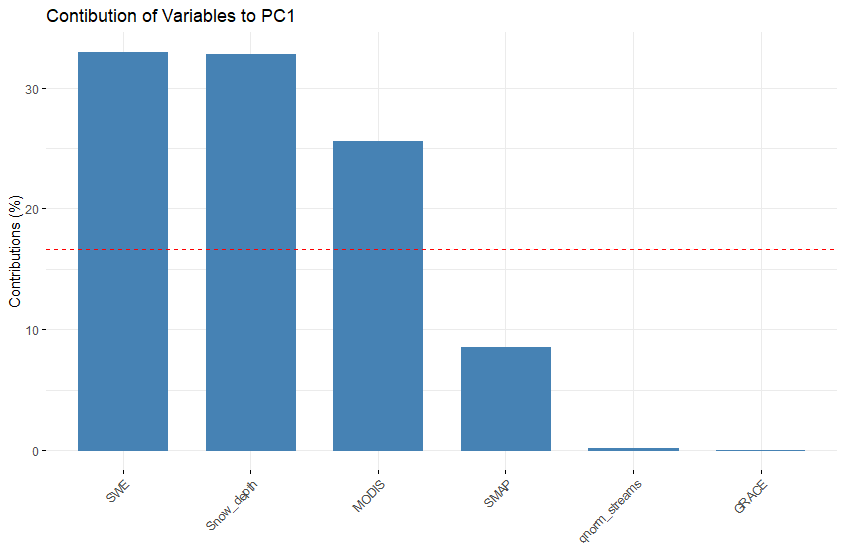 Contibution of Variables to PC1
Contributions (%)
30
20
10
0
SWE
Snow_depth
MODIS
SMAP
qnorm_streams
GRACE